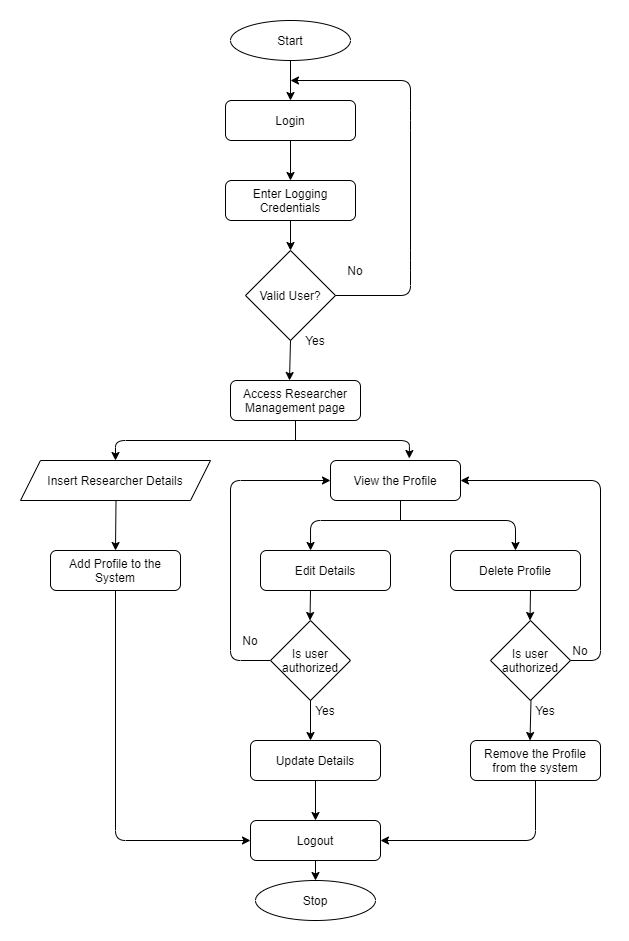 Start
Login
Enter Logging
Credentials
No
Valid User?
Yes
Access Researcher
Management page
Insert Researcher Details
View the Profile
Add Profile to the
System
Edit Details
Delete Profile
No
Is user
authorized
Is user
authorized
No
Yes
Yes
Update Details
Remove the Profile
from the system
Logout
Stop